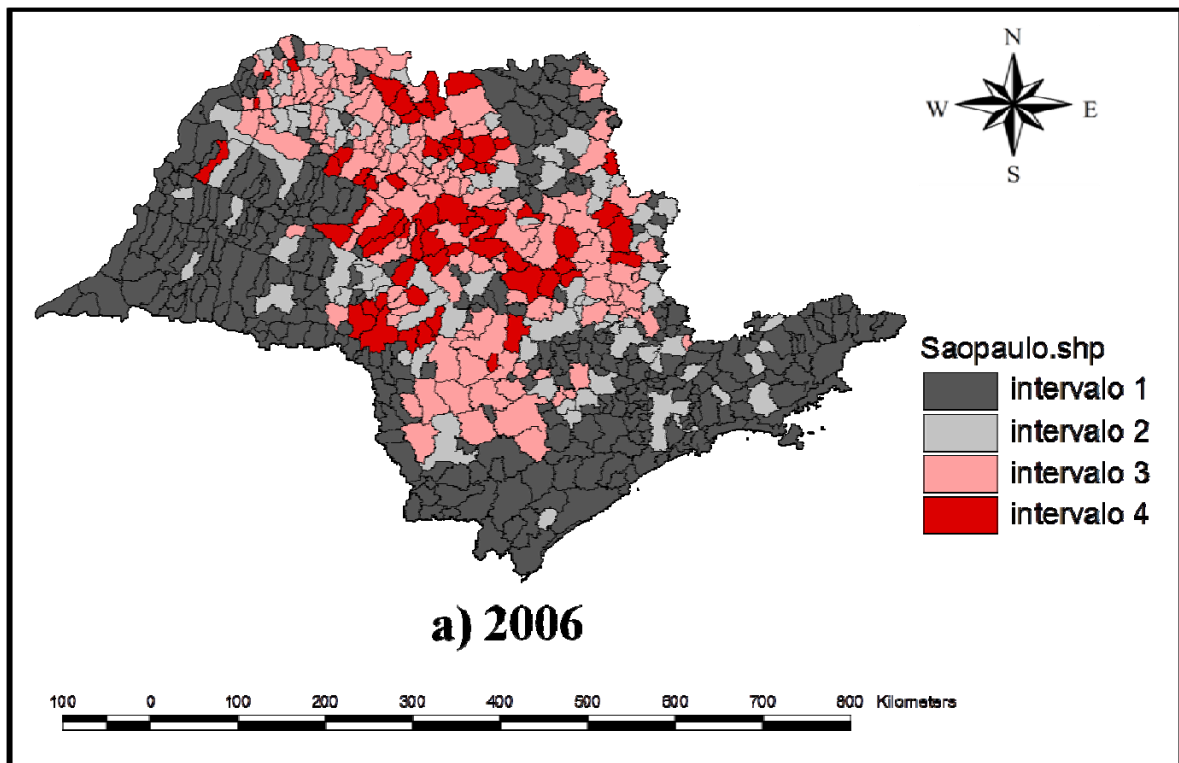 N
W E
S
Saopaulo.shp
intervalo 1
intervalo 2
intervalo 3
intervalo 4
a) 2006
100 0 100 200 300 400 500 600 700 800 Kilometers